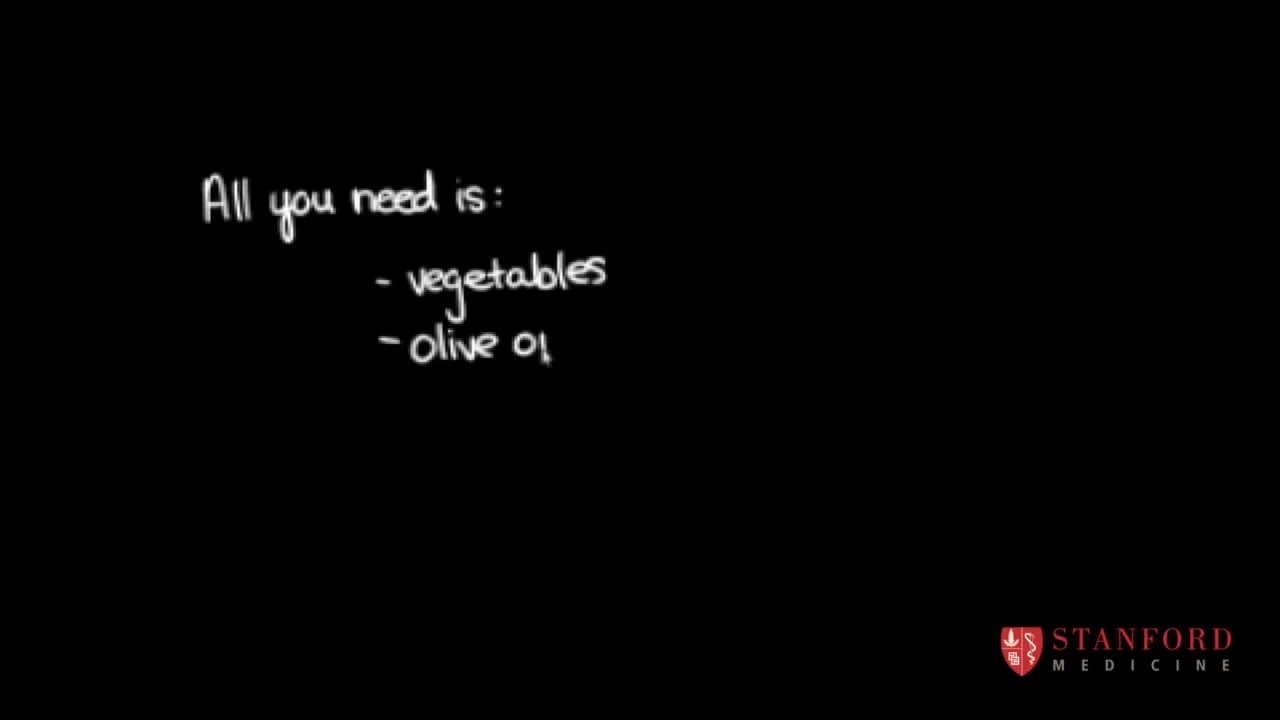 All you need is:
- vegetables
- olive oi
STANFORD
MEDICINE